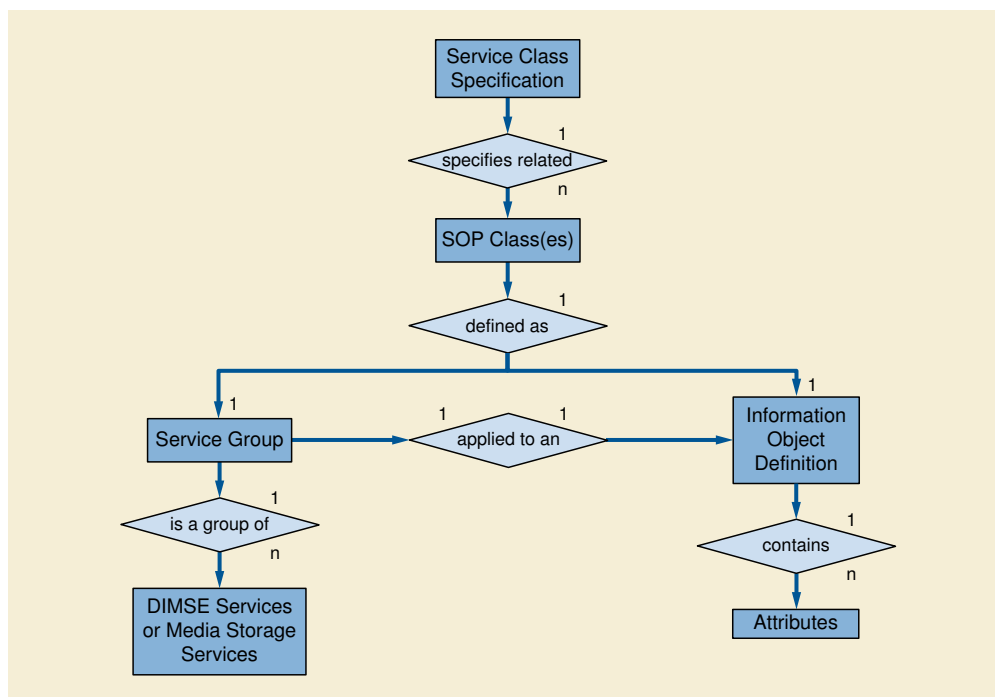 Service Class
Specification
1
specifies related
n
SOP Class(es)
1
defined as
1
1
Service Group
1
applied to an
1
Information
Object
Definition
1
is a group of
n
1
contains
n
DIMSE Services
or Media Storage
Services
Attributes